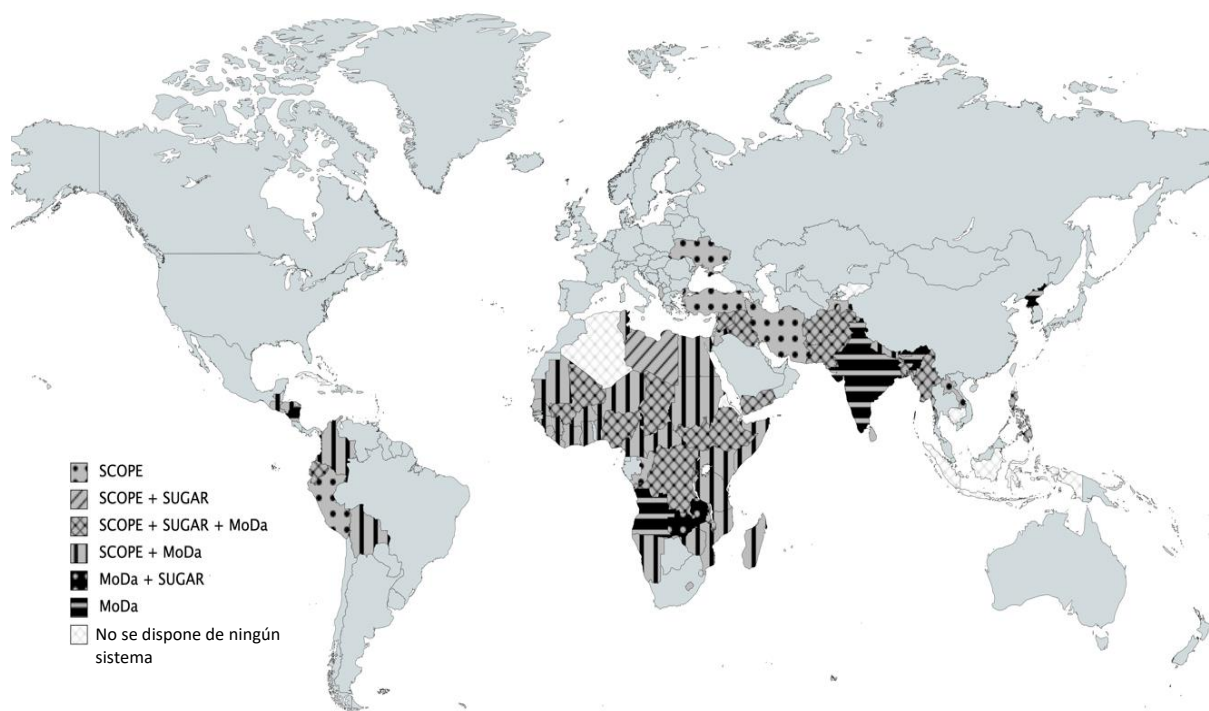 SCOPE
SCOPE + SUGAR
SCOPE + SUGAR + MoDa
SCOPE + MoDa
MoDa + SUGAR
MoDa
No se dispone de ningún
sistema